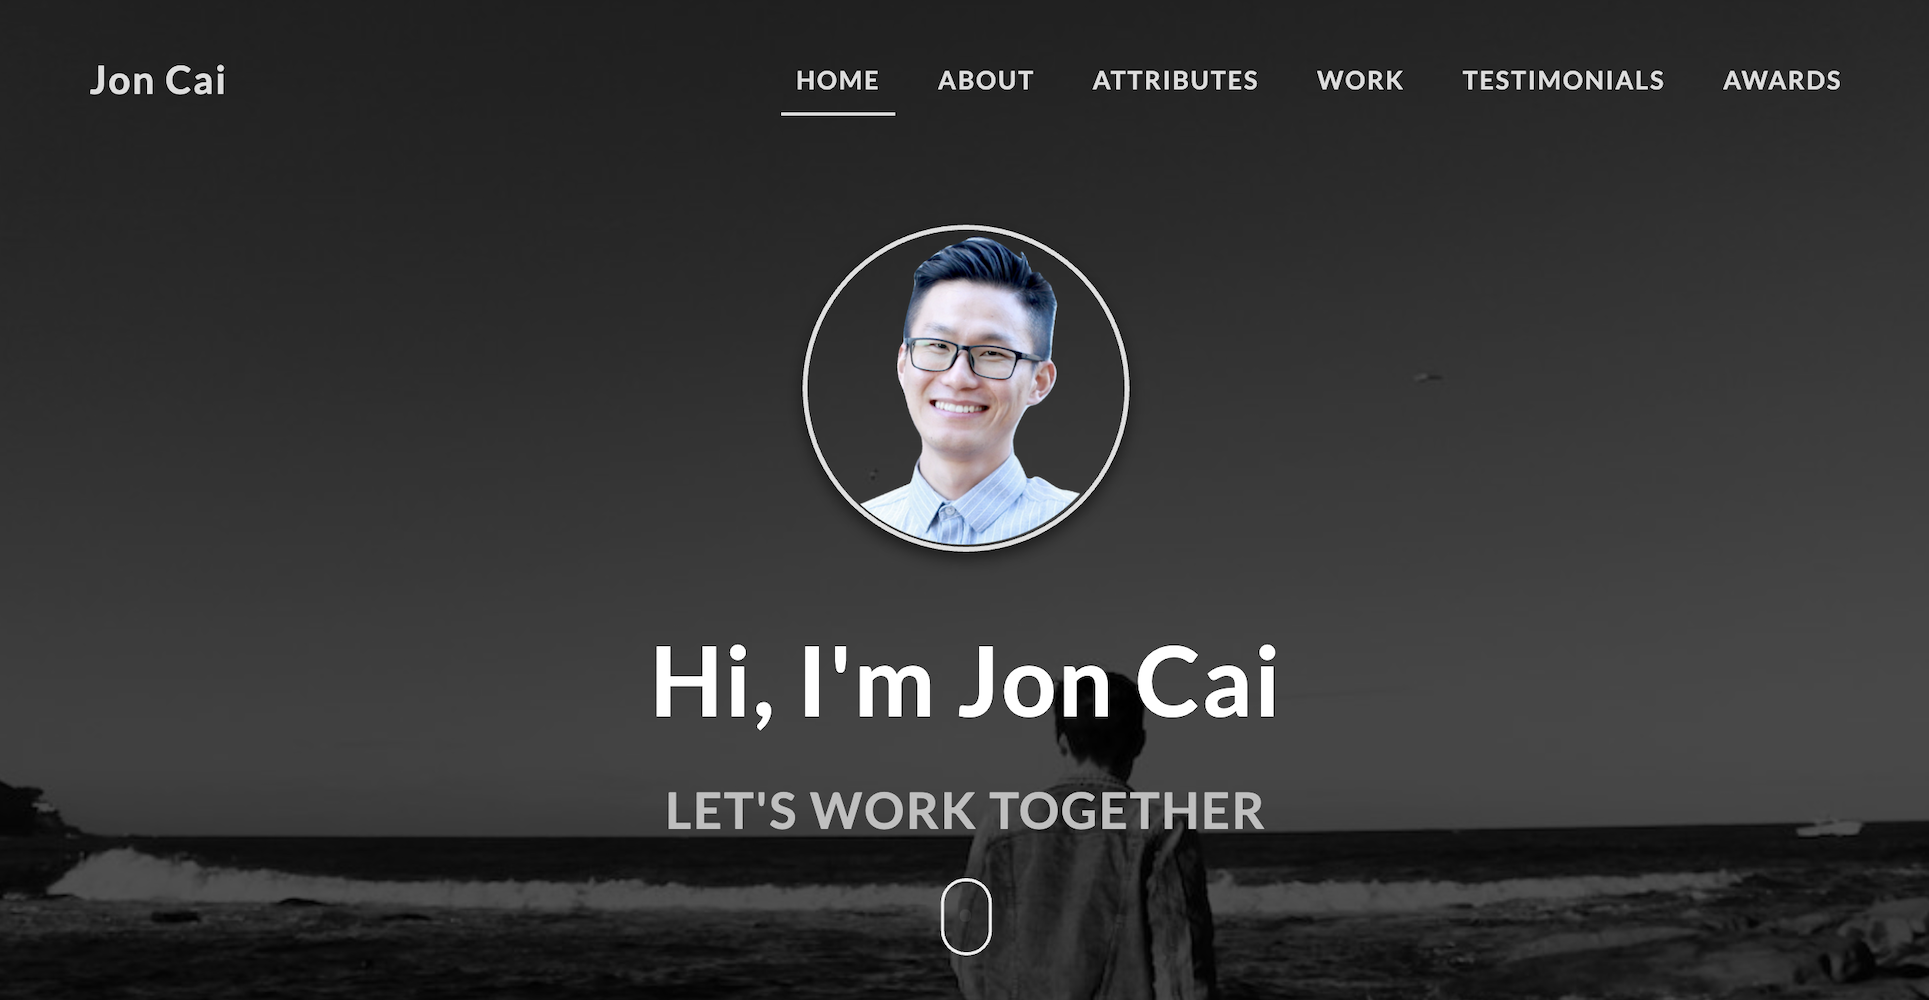 Jon Cai
HOME ABOUT ATTRIBUTES WORK TESTIMONIALS AWARDS
Hi, I'm Jon Cai
LET'S WORK TOGETHER